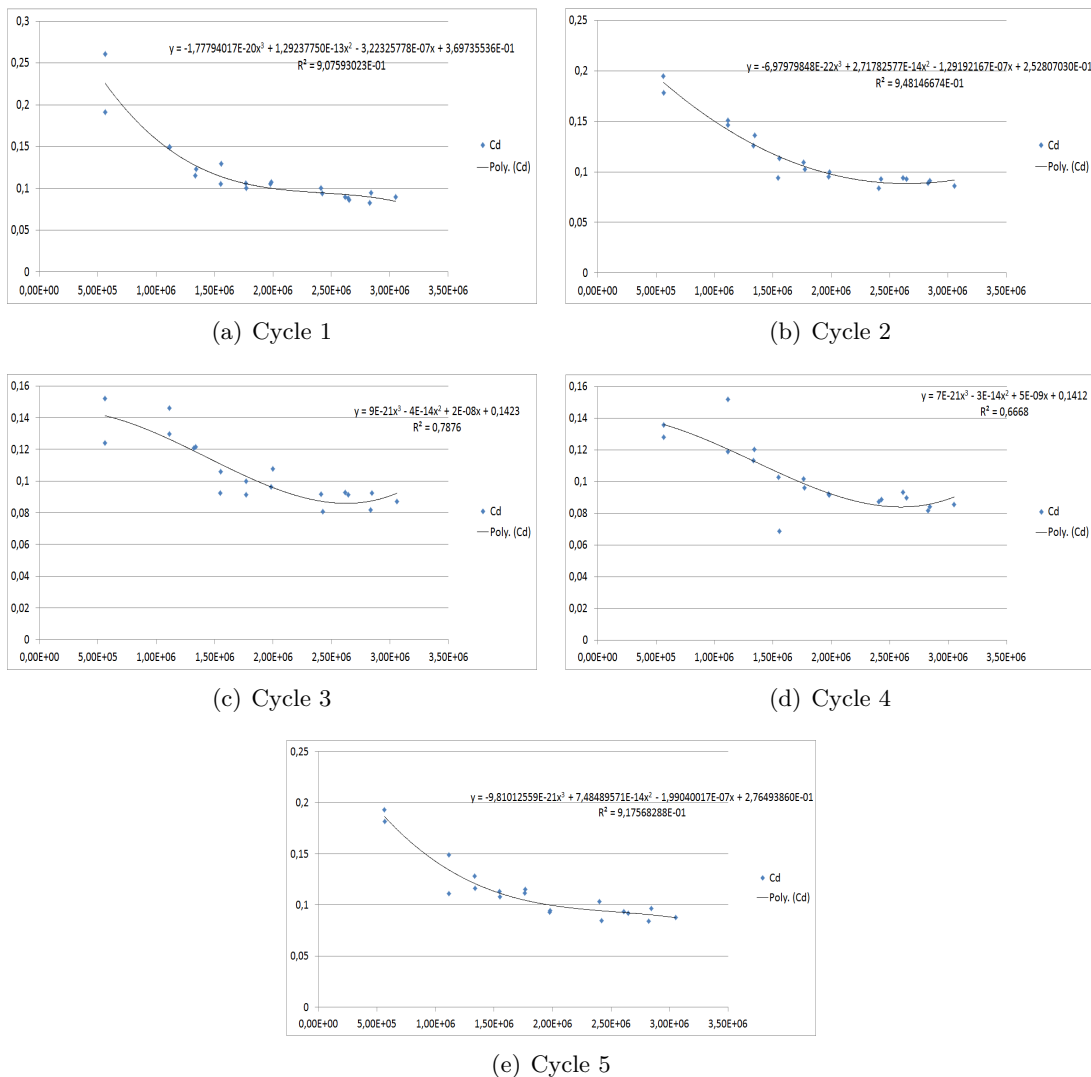 0,3
y = -1,77794017E-20x³ + 1,29237750E-13x² - 3,22325778E-07x + 3,69735536E-01
R² = 9,07593023E-01
0,25
0,2
0,15
0,1
0,05
0
Cd
Poly. (Cd)
0,00E+00 5,00E+05 1,00E+06 1,50E+06 2,00E+06 2,50E+06 3,00E+06 3,50E+06
(a) Cycle 1
0,25
y = -6,97979848E-22x³ + 2,71782577E-14x² - 1,29192167E-07x + 2,52807030E-01
R² = 9,48146674E-01
0,2
0,15
0,1
0,05
0
Cd
Poly. (Cd)
0,00E+00 5,00E+05 1,00E+06 1,50E+06 2,00E+06 2,50E+06 3,00E+06 3,50E+06
(b) Cycle 2
0,16
y = 9E-21x³ - 4E-14x² + 2E-08x + 0,1423
R² = 0,7876
0,14
0,12
0,1
0,08
0,06
0,04
0,02
0
Cd
Poly. (Cd)
0,00E+00 5,00E+05 1,00E+06 1,50E+06 2,00E+06 2,50E+06 3,00E+06 3,50E+06
(c) Cycle 3
0,16
y = 7E-21x³ - 3E-14x² + 5E-09x + 0,1412
R² = 0,6668
0,14
0,12
0,1
0,08
0,06
0,04
0,02
0
Cd
Poly. (Cd)
0,00E+00 5,00E+05 1,00E+06 1,50E+06 2,00E+06 2,50E+06 3,00E+06 3,50E+06
(d) Cycle 4
0,25
y = -9,81012559E-21x³ + 7,48489571E-14x² - 1,99040017E-07x + 2,76493860E-01
R² = 9,17568288E-01
0,2
0,15
0,1
0,05
0
Cd
Poly. (Cd)
0,00E+00 5,00E+05 1,00E+06 1,50E+06 2,00E+06 2,50E+06 3,00E+06 3,50E+06
(e) Cycle 5